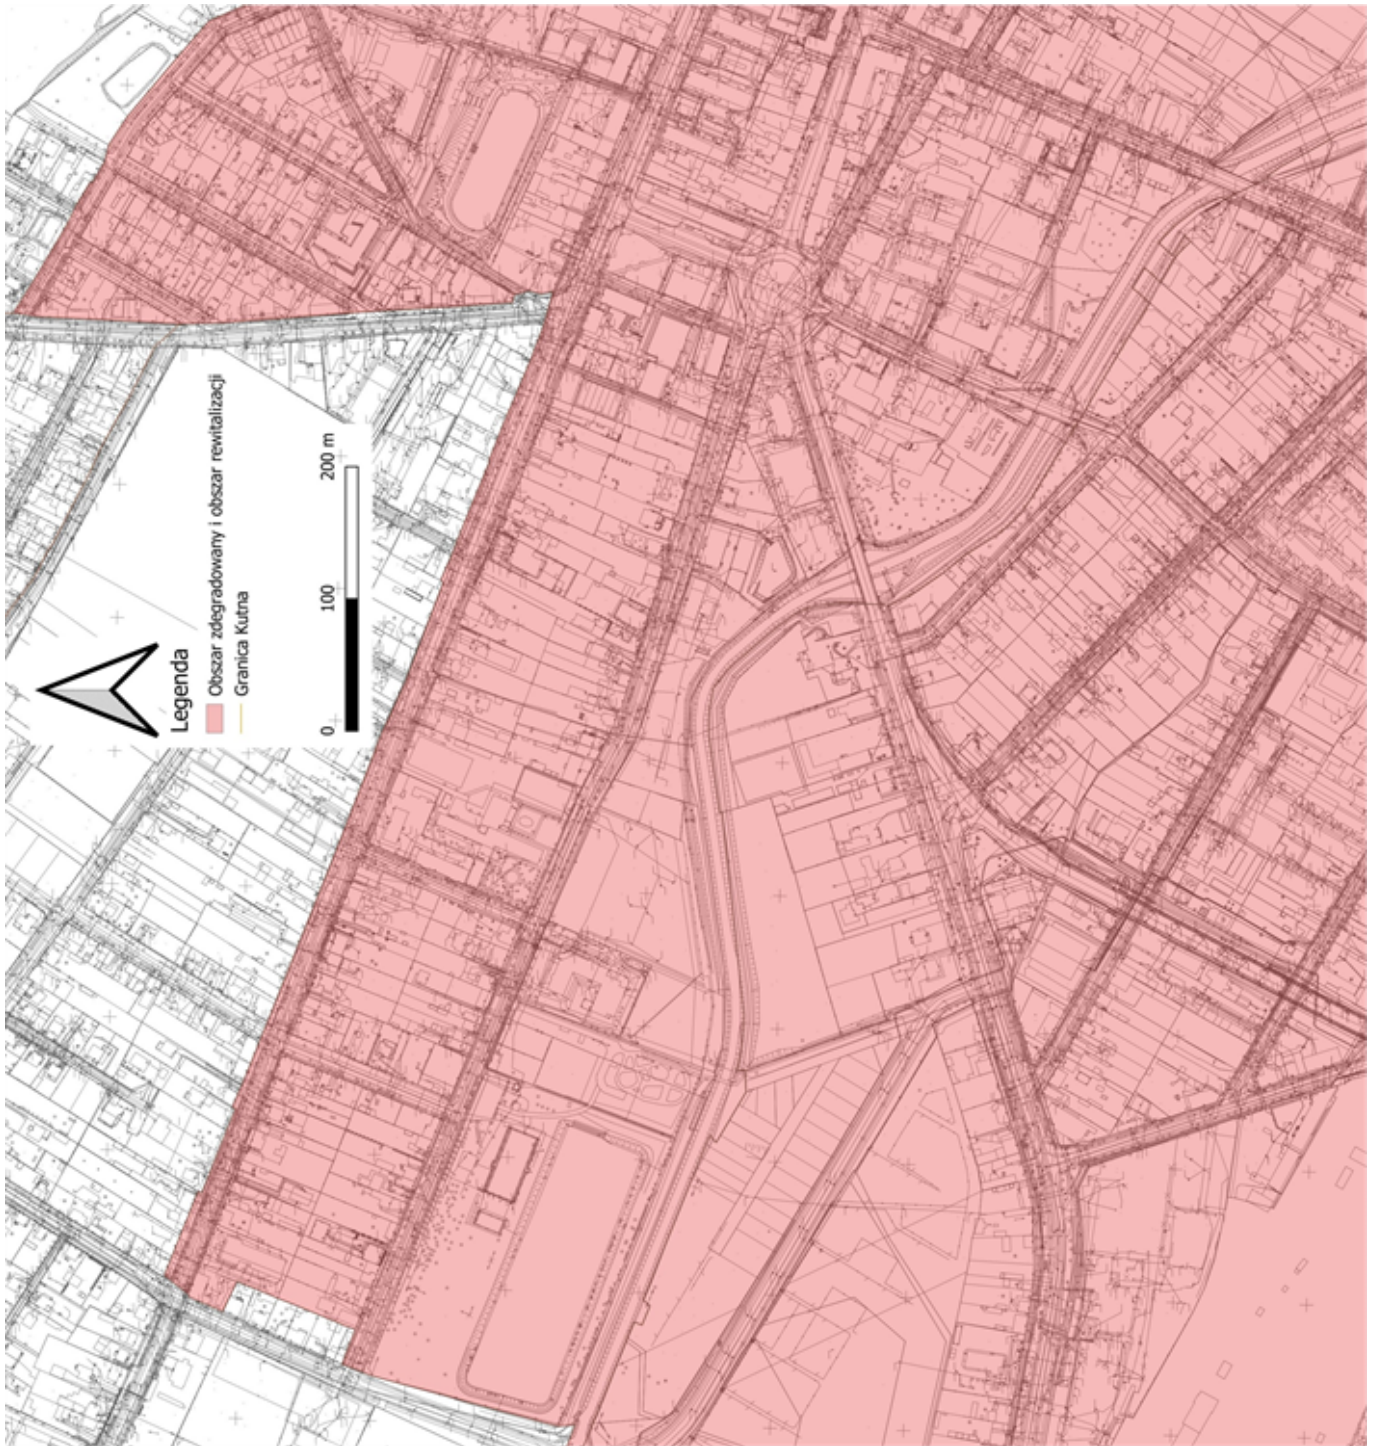 Legenda
Obszar zdegradowany i obszar rewitalizacji
Granica Kutna
0 100 200 m